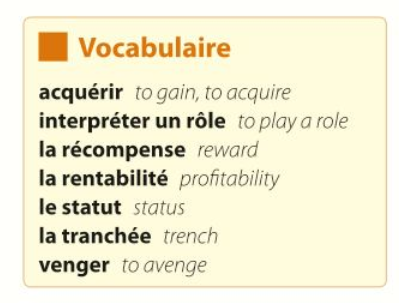 Vocabulaire
acquérir to gain, to acquire
interpréter un rôle to play a role
la récompense reward
la rentabilité profitability
le statut status
la tranchée trench
venger to avenge